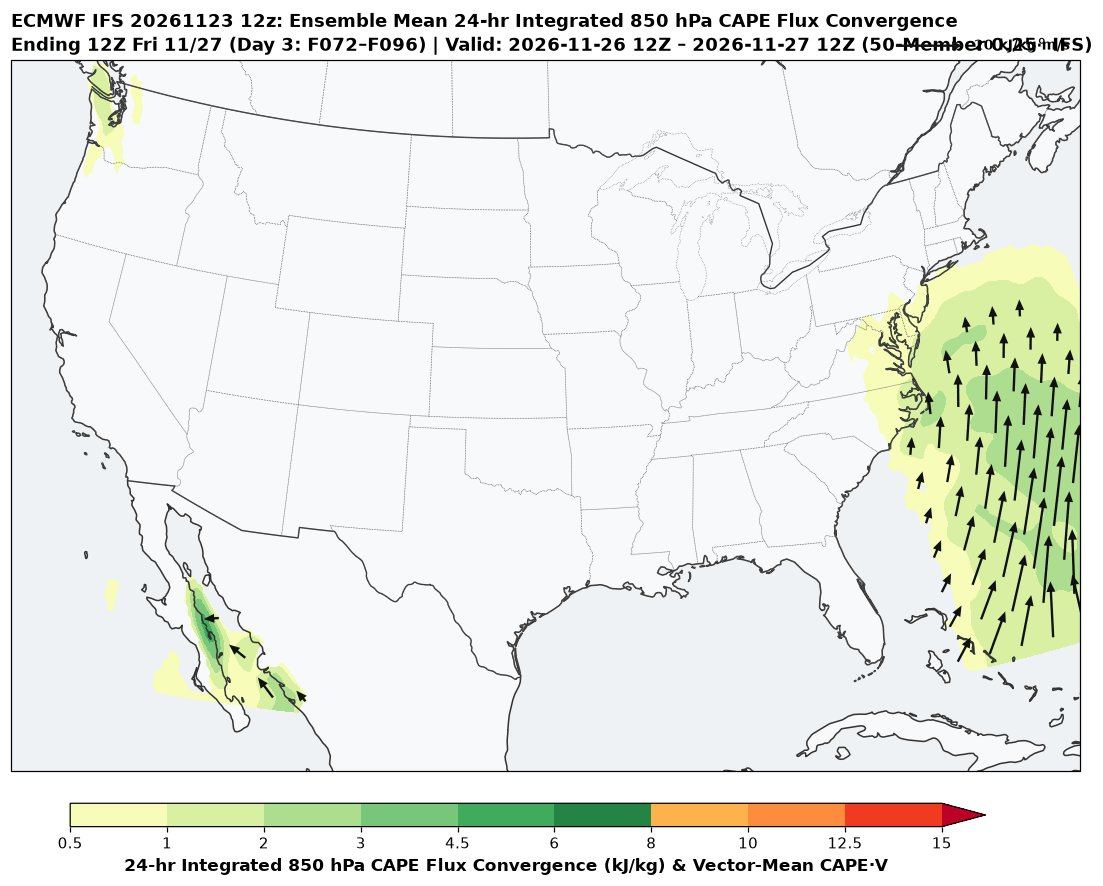 ECMWF IFS 20261123 12z: Ensemble Mean 24-hr Integrated 850 hPa CAPE Flux Convergence
Ending 12Z Fri 11/27 (Day 3: F072–F096) | Valid: 2026-11-26 12Z – 2026-11-27 12Z (50-Member 0.25° IFS)
0.5 1 2 3 4.5 6 8 10 12.5 15
24-hr Integrated 850 hPa CAPE Flux Convergence (kJ/kg) & Vector-Mean CAPE·V